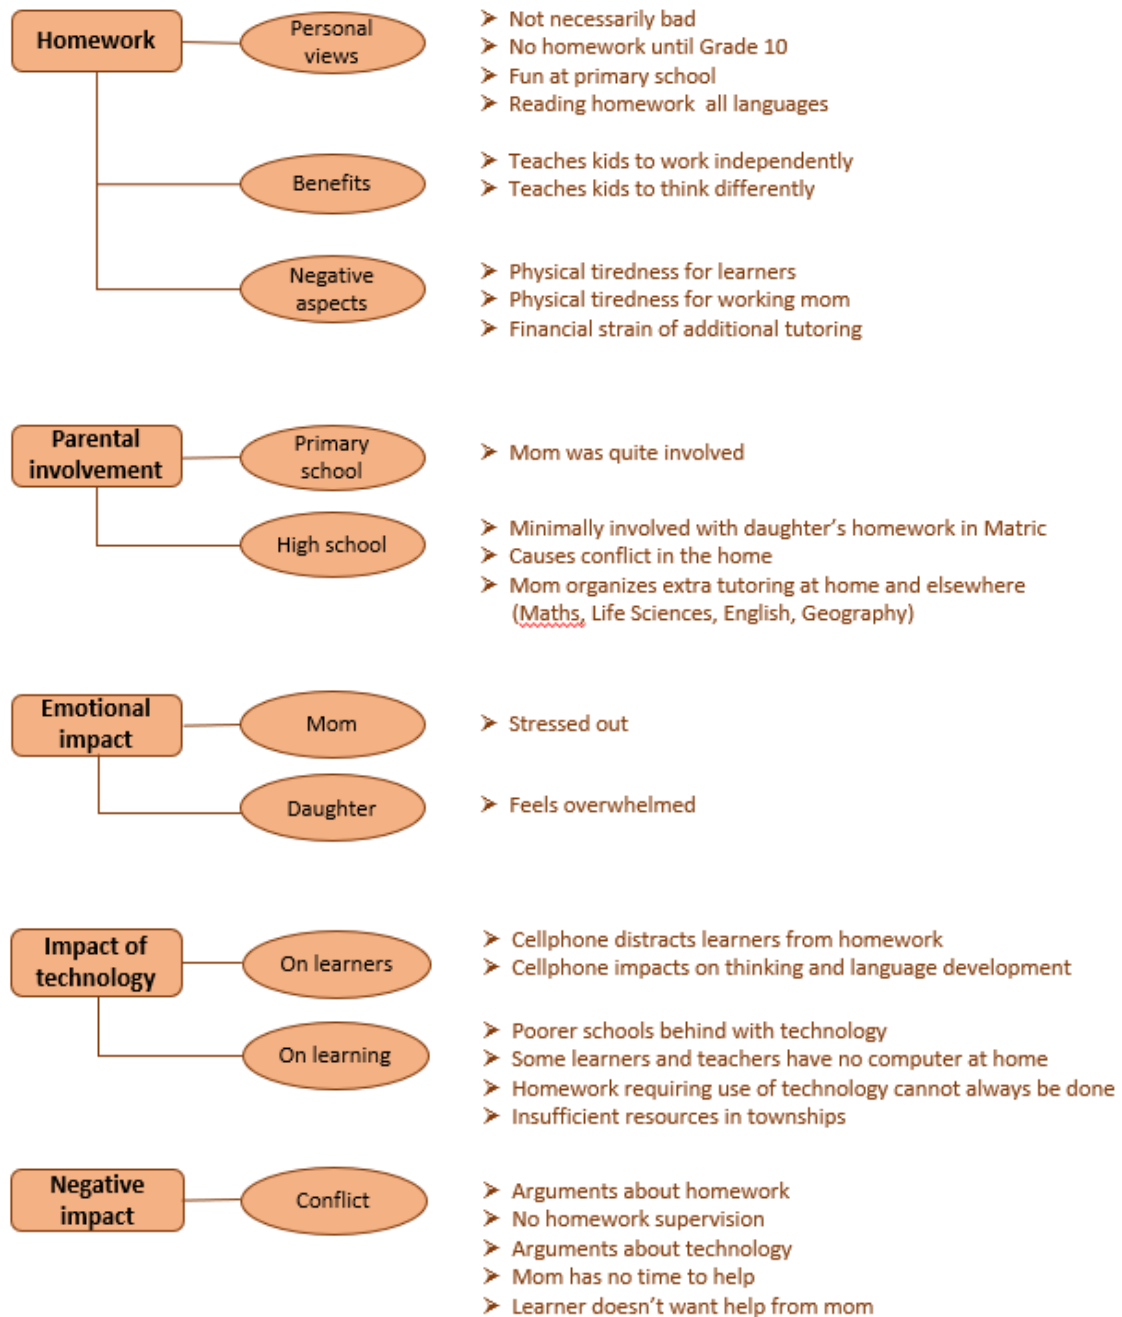 Homework
Personal
views
➤ Not necessarily bad
➤ No homework until Grade 10
➤ Fun at primary school
➤ Reading homework  all languages
Benefits
➤ Teaches kids to work independently
➤ Teaches kids to think differently
Negative
aspects
➤ Physical tiredness for learners
➤ Physical tiredness for working mom
➤ Financial strain of additional tutoring
Parental
involvement
Primary
school
➤ Mom was quite involved
High school
➤ Minimally involved with daughter’s homework in Matric
➤ Causes conflict in the home
➤ Mom organizes extra tutoring at home and elsewhere
(Maths, Life Sciences, English, Geography)
Emotional
impact
Mom
➤ Stressed out
Daughter
➤ Feels overwhelmed
Impact of
technology
On learners
➤ Cellphone distracts learners from homework
➤ Cellphone impacts on thinking and language development
On learning
➤ Poorer schools behind with technology
➤ Some learners and teachers have no computer at home
➤ Homework requiring use of technology cannot always be done
➤ Insufficient resources in townships
Negative
impact
Conflict
➤ Arguments about homework
➤ No homework supervision
➤ Arguments about technology
➤ Mom has no time to help
➤ Learner doesn’t want help from mom